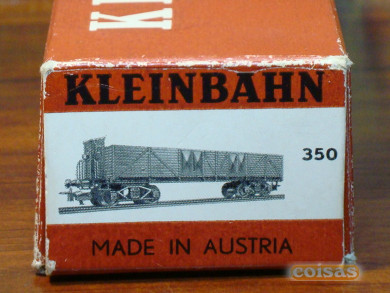 KLEINBAHN
350
MADE IN AUSTRIA
coisas